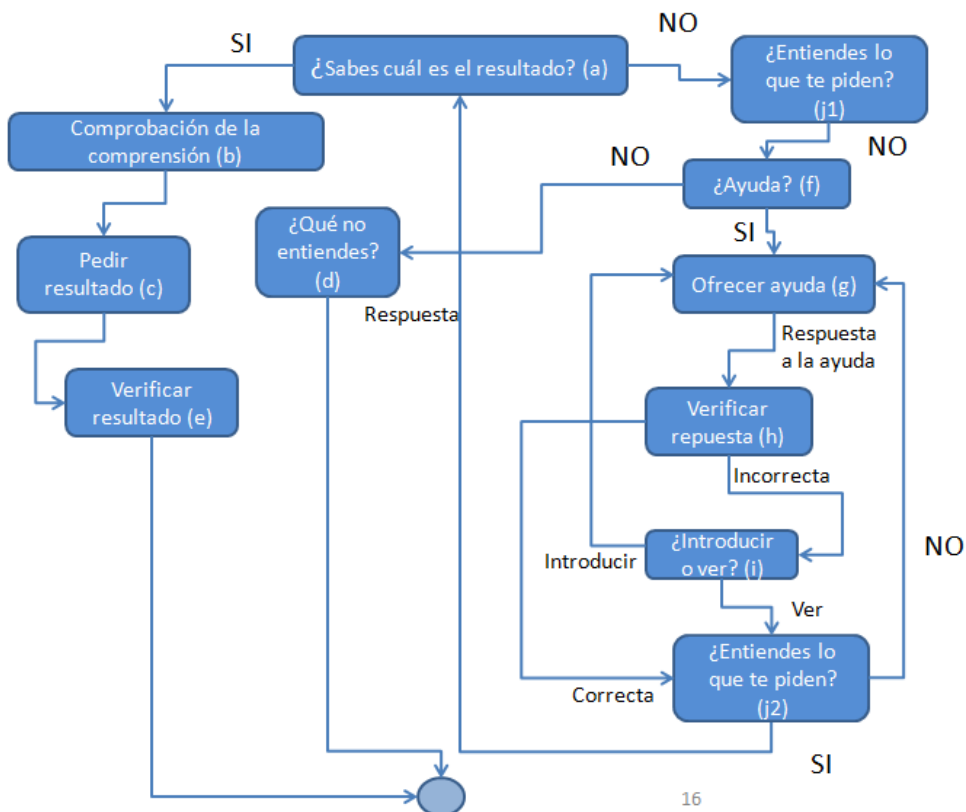 SI
¿Sabes cuál es el resultado? (a)
NO
¿Entiendes lo
que te piden?
(j1)
Comprobación de la
comprensión (b)
NO
NO
¿Ayuda? (f)
¿Qué no
entiendes?
(d)
SI
Pedir
resultado (c)
Ofrecer ayuda (g)
Respuesta
Respuesta
a la ayuda
Verificar
resultado (e)
Verificar
repuesta (h)
Incorrecta
¿Introducir
o ver? (i)
Introducir
NO
Ver
¿Entiendes lo
que te piden?
(j2)
Correcta
SI
16